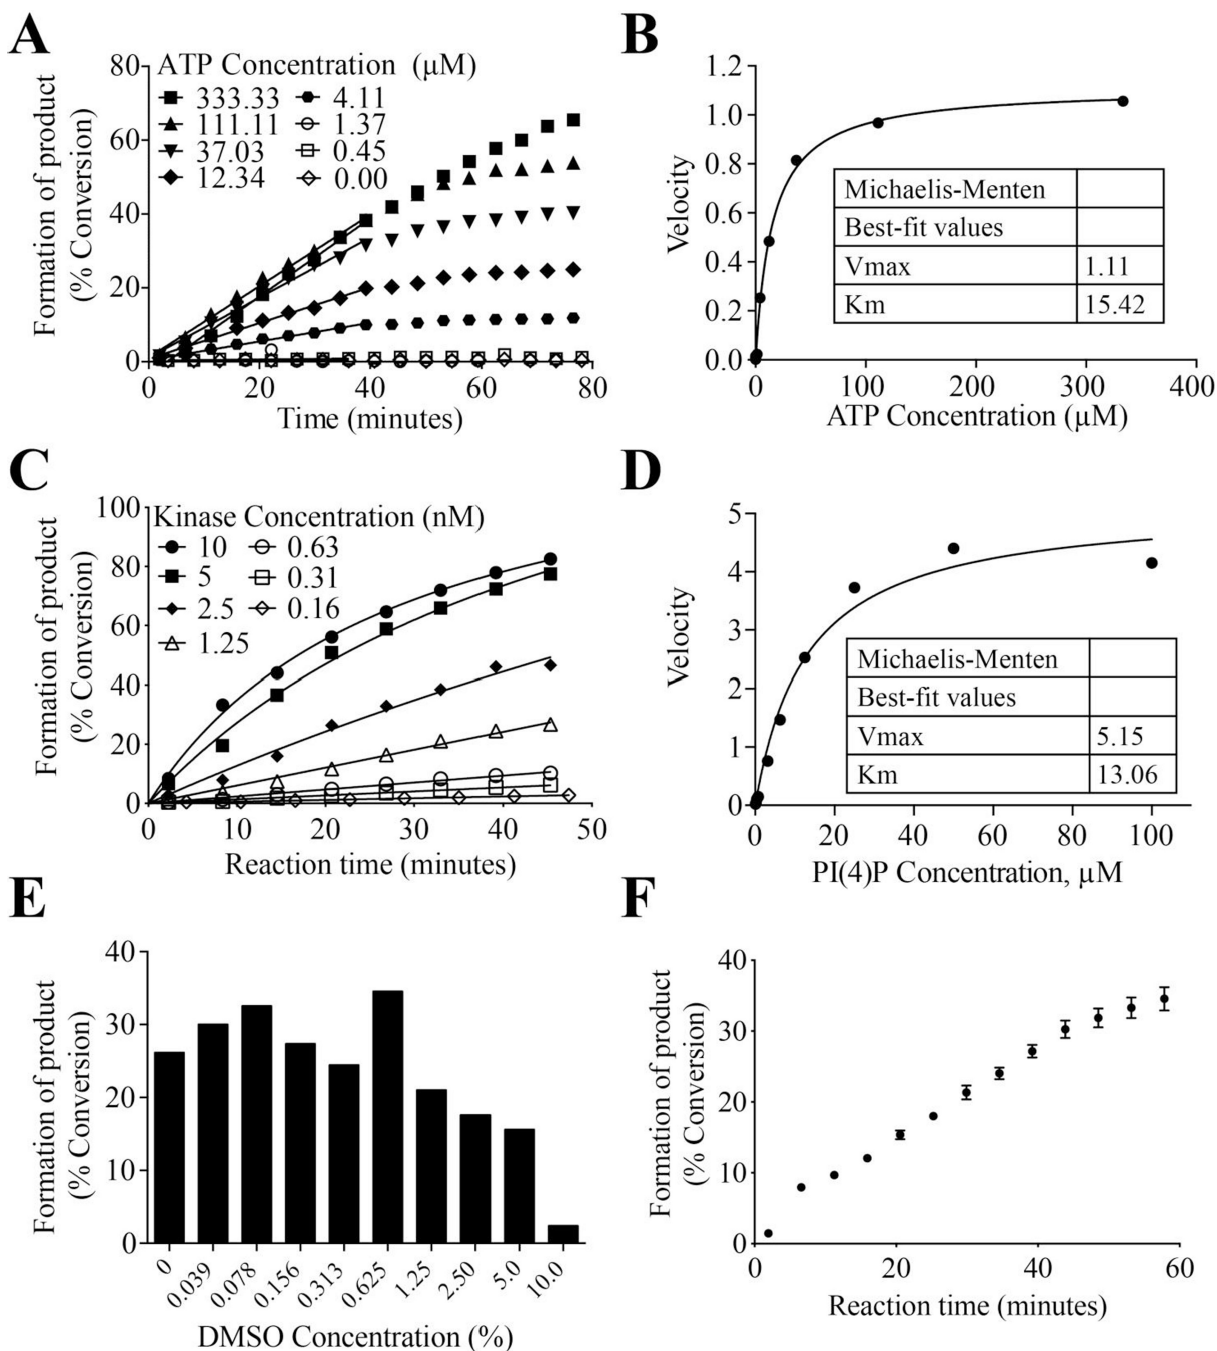 A
Formation of product
(% Conversion)
80
60
40
20
0
ATP Concentration (μM)
333.33 4.11
111.11 1.37
37.03 0.45
12.34 0.00
0 20 40 60 80
Time (minutes)
B
Velocity
1.2
1.0
0.8
0.6
0.4
0.2
0.0
Michaelis-Menten
Best-fit values
Vmax 1.11
Km 15.42
0 100 200 300 400
ATP Concentration (μM)
C
Formation of product
(% Conversion)
100
80
60
40
20
0
Kinase Concentration (nM)
10 0.63
5 0.31
2.5 0.16
1.25
0 10 20 30 40 50
Reaction time (minutes)
D
Velocity
5
4
3
2
1
0
Michaelis-Menten
Best-fit values
Vmax 5.15
Km 13.06
0 20 40 60 80 100
PI(4)P Concentration, μM
E
Formation of product
(% Conversion)
40
30
20
10
0
0 0.039 0.078 0.156 0.313 0.625 1.25 2.50 5.0 10.0
DMSO Concentration (%)
F
Formation of product
(% Conversion)
40
30
20
10
0
0 20 40 60
Reaction time (minutes)